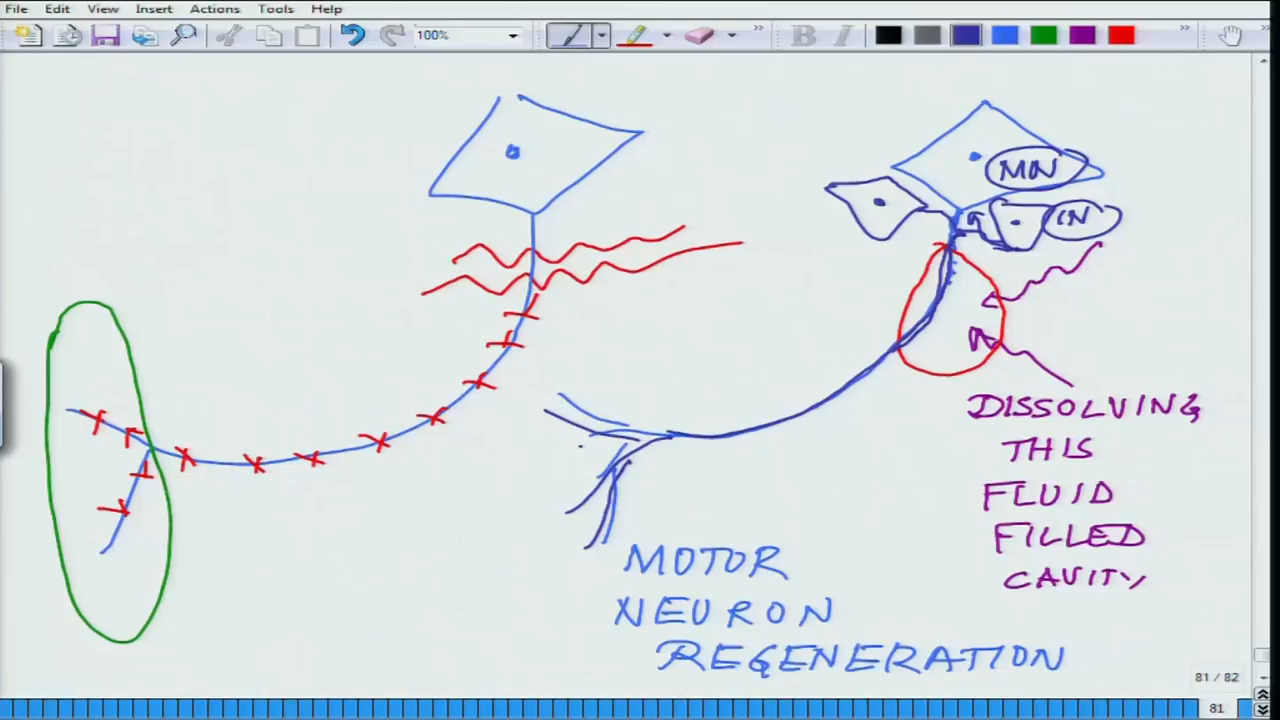 File Edit View Insert Actions Tools Help
100%
MN
IN
DISSOLVING
THIS
FLUID
FILLED
CAVITY
MOTOR
NEURON
REGENERATION
81 / 82
81